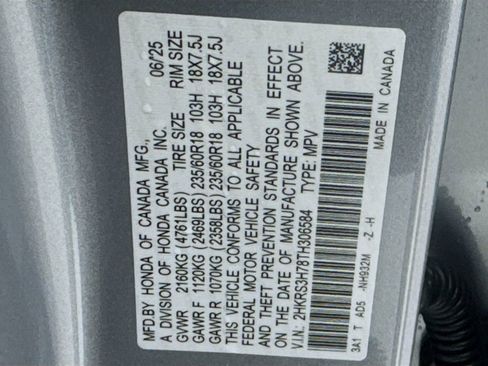 MFD.BY HONDA OF CANADA MFG., 06/25
A DIVISION OF HONDA CANADA INC.
TIRE SIZE RIM SIZE
GVWR 2160KG (4761LBS)
GAWR F 1120KG (2469LBS) 235/60R18 103H 18X7.5J
GAWR R 1070KG (2358LBS) 235/60R18 103H 18X7.5J
THIS VEHICLE CONFORMS TO ALL APPLICABLE
FEDERAL MOTOR VEHICLE SAFETY
AND THEFT PREVENTION STANDARDS IN EFFECT
ON THE DATE OF MANUFACTURE SHOWN ABOVE.
V.I.N: 2HKRS3H78TH306584 TYPE: MPV
3A1 T AD5 -NH932M -Z -H
MADE IN CANADA